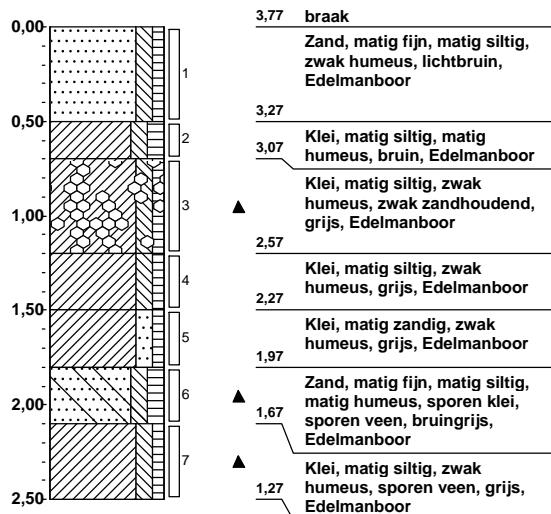 0,00
0,50
1,00
1,50
2,00
2,50
1
2
3
4
5
6
7
3,77 braak
Zand, matig fijn, matig siltig,
zwak humeus, lichtbruin,
Edelmanboor
3,27
Klei, matig siltig, matig
3,07 humeus, bruin, Edelmanboor
Klei, matig siltig, zwak
humeus, zwak zandhoudend,
grijs, Edelmanboor
2,57
Klei, matig siltig, zwak
humeus, grijs, Edelmanboor
2,27
Klei, matig zandig, zwak
humeus, grijs, Edelmanboor
1,97
Zand, matig fijn, matig siltig,
matig humeus, sporen klei,
1,67 sporen veen, bruingrijs,
Edelmanboor
Klei, matig siltig, zwak
1,27 humeus, sporen veen, grijs,
Edelmanboor